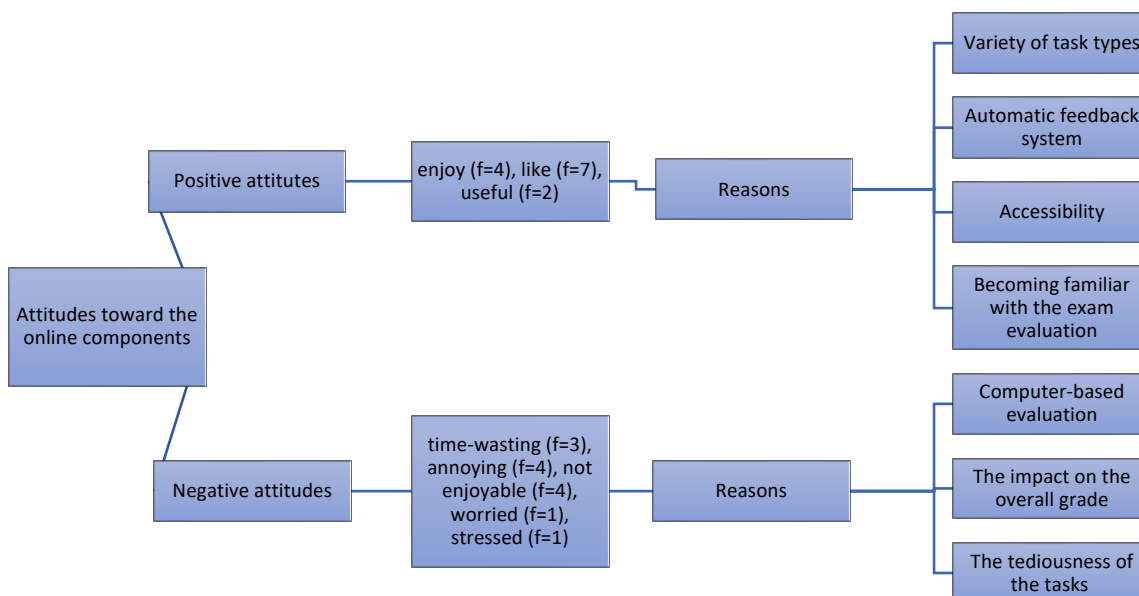 Attitudes toward the
online components
Positive attitutes
enjoy (f=4), like (f=7),
useful (f=2)
Reasons
Variety of task types
Automatic feedback
system
Accessibility
Becoming familiar
with the exam
evaluation
Negative attitudes
time-wasting (f=3),
annoying (f=4), not
enjoyable (f=4),
worried (f=1),
stressed (f=1)
Reasons
Computer-based
evaluation
The impact on the
overall grade
The tediousness of
the tasks